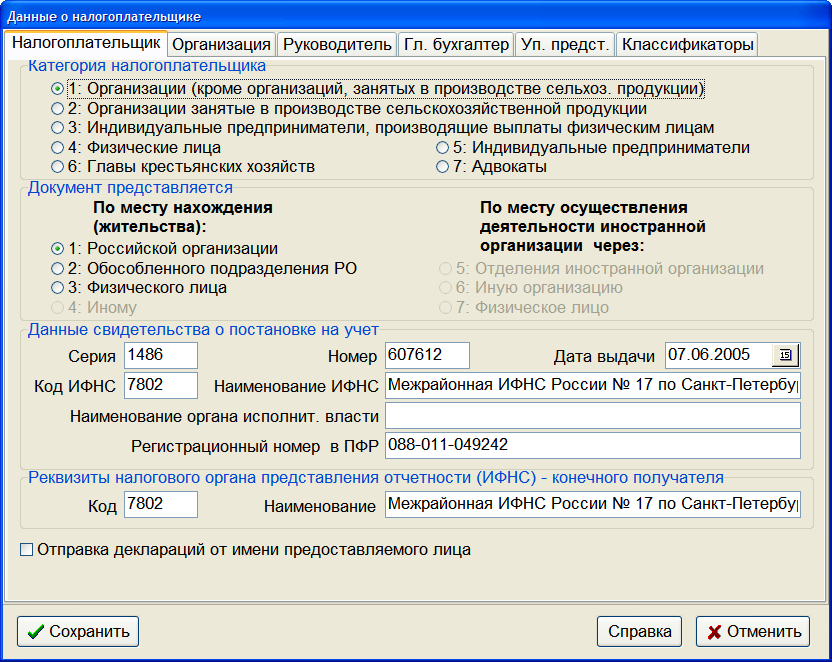 Данные о налогоплательщике
Налогоплательщик Организация Руководитель Гл. бухгалтер Уп. предст. Классификаторы
Категория налогоплательщика
1: Организации (кроме организаций, занятых в производстве сельхоз. продукции)
2: Организации занятые в производстве сельскохозяйственной продукции
3: Индивидуальные предприниматели, производящие выплаты физическим лицам
4: Физические лица 5: Индивидуальные предприниматели
6: Главы крестьянских хозяйств 7: Адвокаты
Документ представляется
По месту нахождения
(жительства):
1: Российской организации
2: Обособленного подразделения РО
3: Физического лица
4: Иному
По месту осуществления
деятельности иностранной
организации через:
5: Отделения иностранной организации
6: Иную организацию
7: Физическое лицо
Данные свидетельства о постановке на учет
Серия 1486 Номер 607612 Дата выдачи 07.06.2005 15
Код ИФНС 7802 Наименование ИФНС Межрайонная ИФНС России № 17 по Санкт-Петербу
Наименование органа исполнит. власти
Регистрационный номер в ПФР 088-011-049242
Реквизиты налогового органа представления отчетности (ИФНС) - конечного получателя
Код 7802 Наименование Межрайонная ИФНС России № 17 по Санкт-Петербу
Отправка деклараций от имени предоставляемого лица
Сохранить Справка Отменить